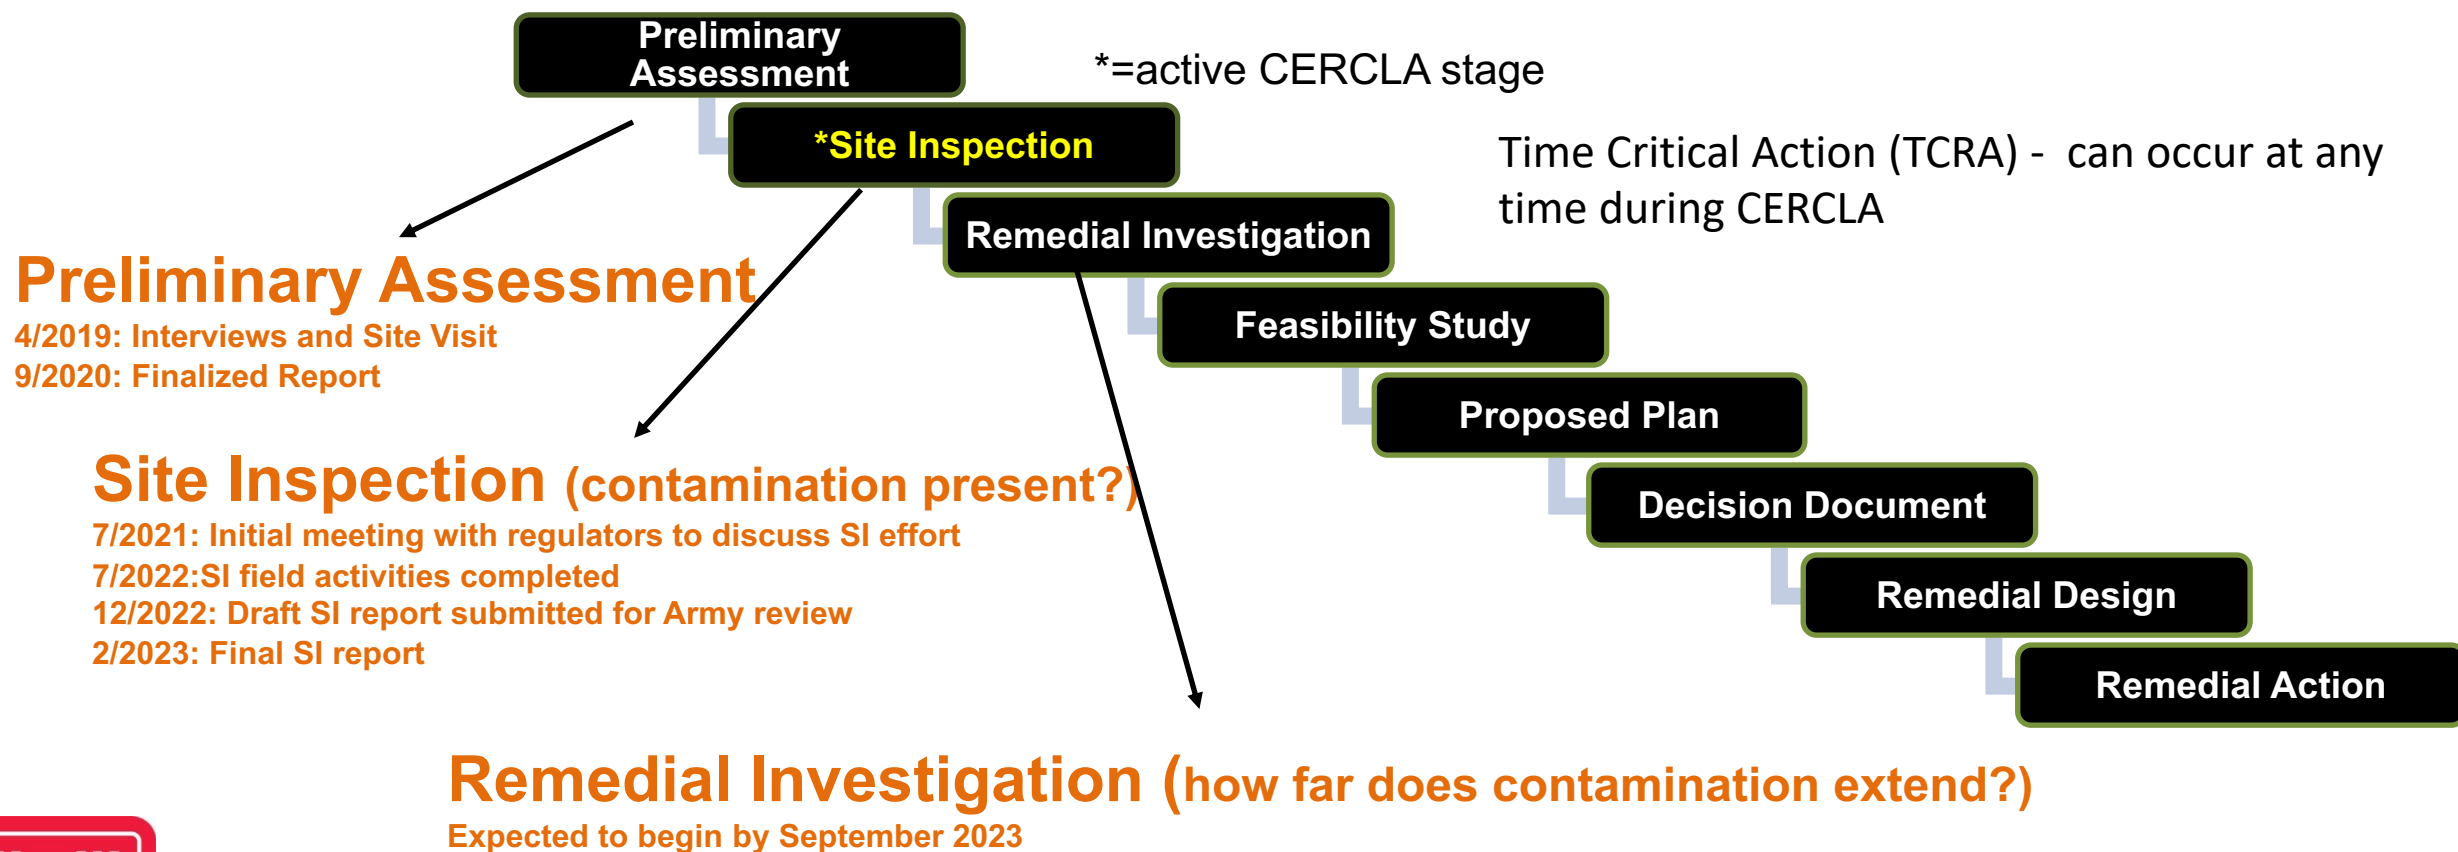 Preliminary
Assessment
*=active CERCLA stage
*Site Inspection
Time Critical Action (TCRA) - can occur at any
time during CERCLA
Remedial Investigation
Feasibility Study
Proposed Plan
Decision Document
Remedial Design
Remedial Action
Preliminary Assessment
4/2019: Interviews and Site Visit
9/2020: Finalized Report
Site Inspection (contamination present?)
7/2021: Initial meeting with regulators to discuss SI effort
7/2022:SI field activities completed
12/2022: Draft SI report submitted for Army review
2/2023: Final SI report
Remedial Investigation (how far does contamination extend?)
Expected to begin by September 2023